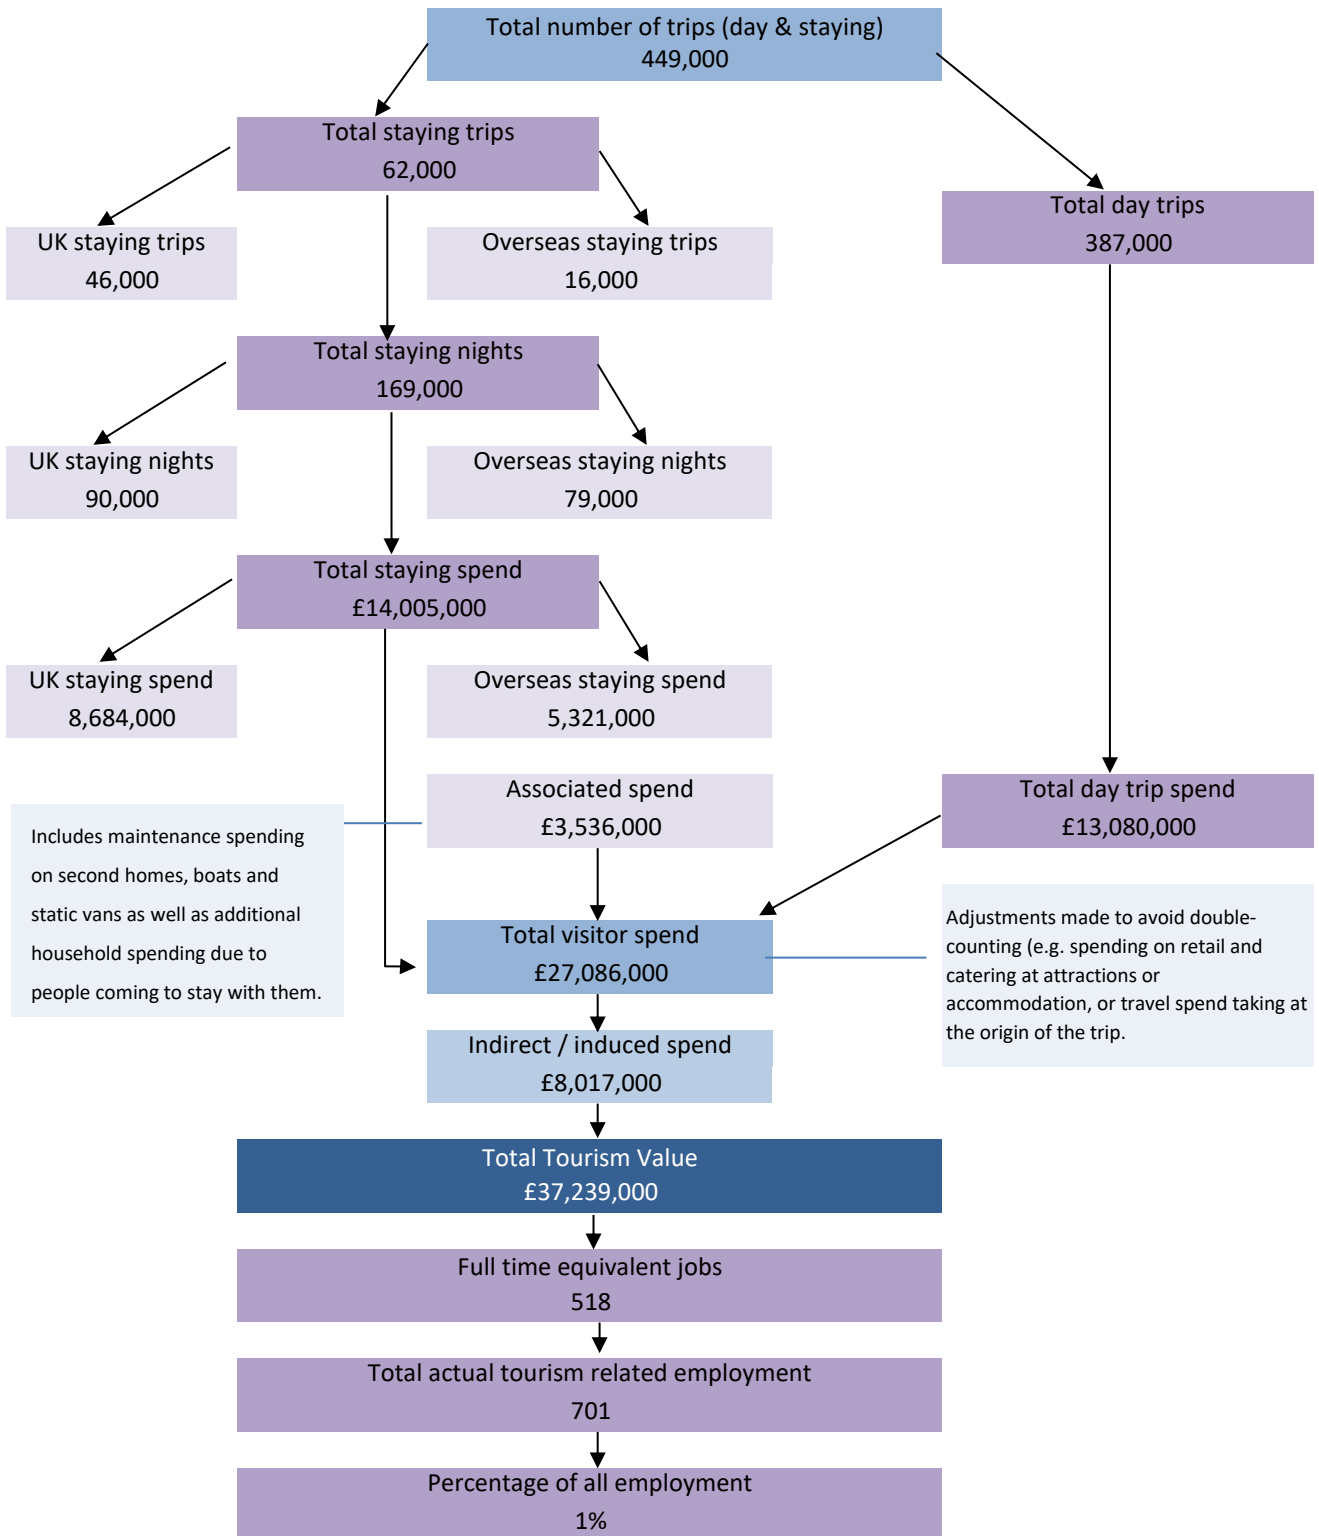 Total number of trips (day & staying)
449,000
Total staying trips
62,000
Total day trips
387,000
UK staying trips
46,000
Overseas staying trips
16,000
Total staying nights
169,000
UK staying nights
90,000
Overseas staying nights
79,000
Total staying spend
£14,005,000
UK staying spend
8,684,000
Overseas staying spend
5,321,000
Associated spend
£3,536,000
Total day trip spend
£13,080,000
Includes maintenance spending
on second homes, boats and
static vans as well as additional
household spending due to
people coming to stay with them.
Total visitor spend
£27,086,000
Adjustments made to avoid double-
counting (e.g. spending on retail and
catering at attractions or
accommodation, or travel spend taking at
the origin of the trip.
Indirect / induced spend
£8,017,000
Total Tourism Value
£37,239,000
Full time equivalent jobs
518
Total actual tourism related employment
701
Percentage of all employment
1%